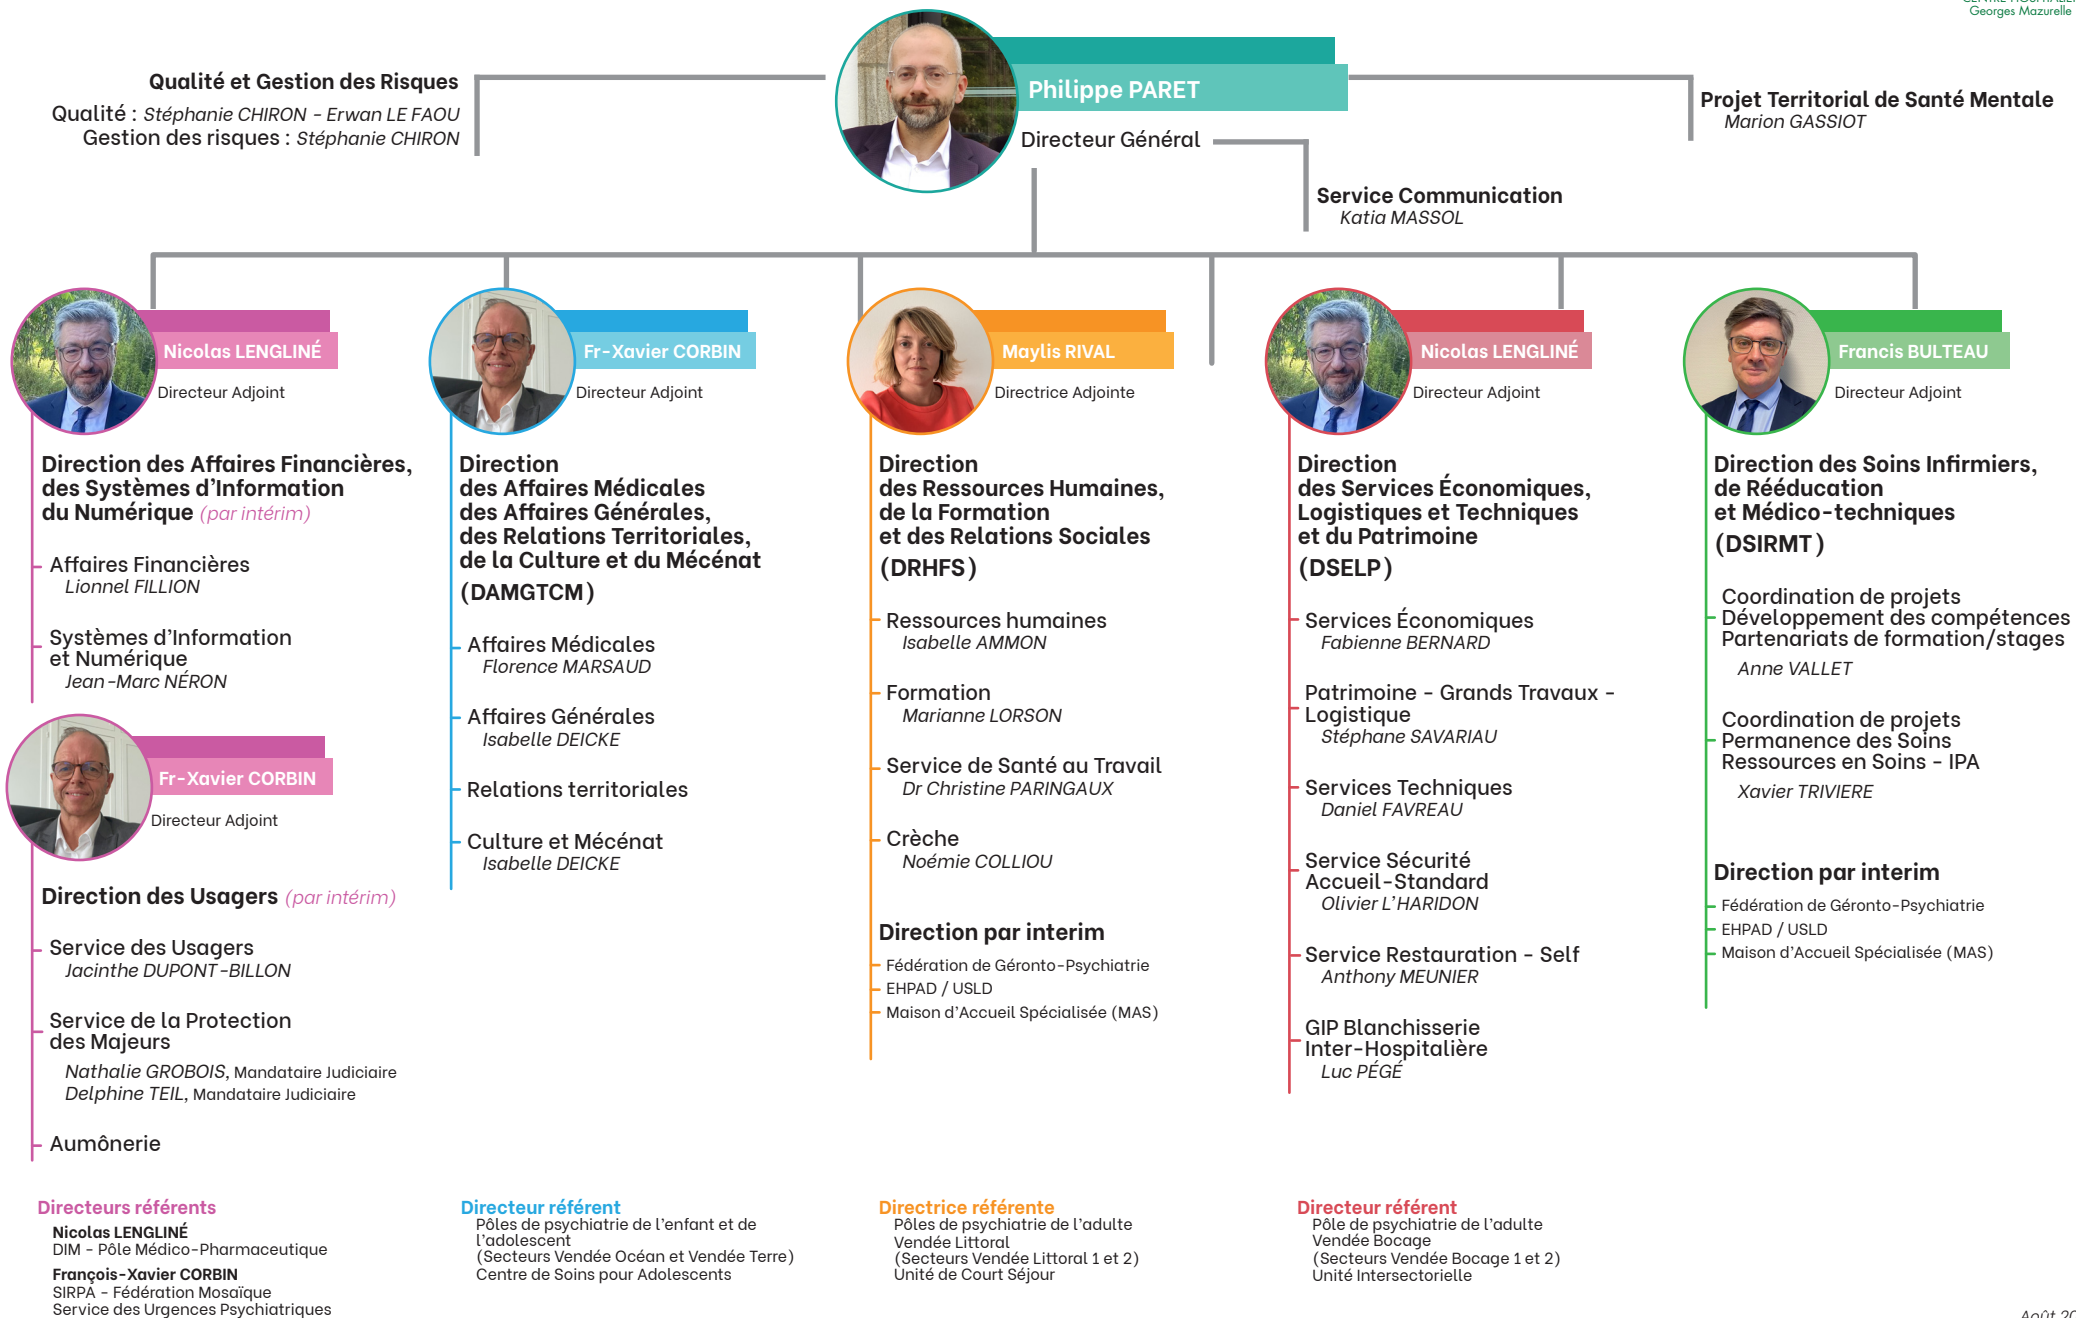 CENTRE HOSPITALIER
Georges Mazurelle
Qualité et Gestion des Risques
Qualité : Stéphanie CHIRON - Erwan LE FAOU
Gestion des risques : Stéphanie CHIRON
Philippe PARET
Directeur Général
Projet Territorial de Santé Mentale
Marion GASSIOT
Service Communication
Katia MASSOL
Nicolas LENGLINÉ
Directeur Adjoint
Direction des Affaires Financières,
des Systèmes d'Information
du Numérique (par intérim)
Affaires Financières
Lionnel FILLION
Systèmes d'Information
et Numérique
Jean-Marc NÉRON
Fr-Xavier CORBIN
Directeur Adjoint
Direction des Usagers (par intérim)
Service des Usagers
Jacinthe DUPONT-BILLON
Service de la Protection
des Majeurs
Nathalie GROBOIS, Mandataire Judiciaire
Delphine TEIL, Mandataire Judiciaire
Aumônerie
Directeurs référents
Nicolas LENGLINÉ
DIM - Pôle Médico-Pharmaceutique
François-Xavier CORBIN
SIRPA - Fédération Mosaïque
Service des Urgences Psychiatriques
Fr-Xavier CORBIN
Directeur Adjoint
Direction
des Affaires Médicales
des Affaires Générales,
des Relations Territoriales,
de la Culture et du Mécénat
(DAMGTCM)
Affaires Médicales
Florence MARSAUD
Affaires Générales
Isabelle DEICKE
Relations territoriales
Culture et Mécénat
Isabelle DEICKE
Directeur référent
Pôles de psychiatrie de l'enfant et de
l'adolescent
(Secteurs Vendée Océan et Vendée Terre)
Centre de Soins pour Adolescents
Maylis RIVAL
Directrice Adjointe
Direction
des Ressources Humaines,
de la Formation
et des Relations Sociales
(DRHFS)
Ressources humaines
Isabelle AMMON
Formation
Marianne LORSON
Service de Santé au Travail
Dr Christine PARINGAUX
Crèche
Noémie COLLIOU
Direction par interim
Fédération de Géronto-Psychiatrie
EHPAD / USLD
Maison d'Accueil Spécialisée (MAS)
Directrice référente
Pôles de psychiatrie de l'adulte
Vendée Littoral
(Secteurs Vendée Littoral 1 et 2)
Unité de Court Séjour
Nicolas LENGLINÉ
Directeur Adjoint
Direction
des Services Économiques,
Logistiques et Techniques
et du Patrimoine
(DSELP)
Services Économiques
Fabienne BERNARD
Patrimoine - Grands Travaux -
Logistique
Stéphane SAVARIAU
Services Techniques
Daniel FAVREAU
Service Sécurité
Accueil-Standard
Olivier L'HARIDON
Service Restauration - Self
Anthony MEUNIER
GIP Blanchisserie
Inter-Hospitalière
Luc PÉGÉ
Directeur référent
Pôle de psychiatrie de l'adulte
Vendée Bocage
(Secteurs Vendée Bocage 1 et 2)
Unité Intersectorielle
Francis BULTEAU
Directeur Adjoint
Direction des Soins Infirmiers,
de Rééducation
et Médico-techniques
(DSIRMT)
Coordination de projets
Développement des compétences
Partenariats de formation/stages
Anne VALLET
Coordination de projets
Permanence des Soins
Ressources en Soins - IPA
Xavier TRIVIERE
Direction par interim
Fédération de Géronto-Psychiatrie
EHPAD / USLD
Maison d'Accueil Spécialisée (MAS)
Août 20